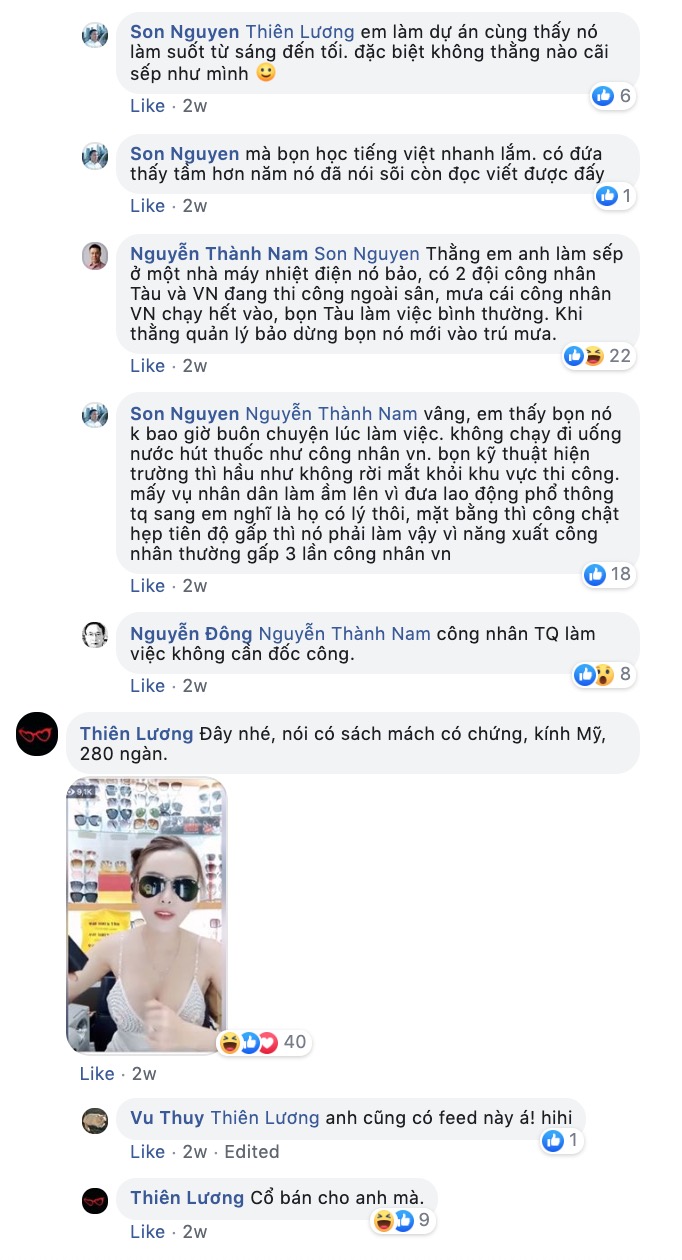 Son Nguyen Thiên Lương em làm dự án cùng thấy nó
làm suốt từ sáng đến tối. đặc biệt không thằng nào cãi
sếp như mình 🙂
6
Like · 2w
Son Nguyen mà bọn học tiếng việt nhanh lắm. có đứa
thấy tầm hơn năm nó đã nói sõi còn đọc viết được đấy
1
Like · 2w
Nguyễn Thành Nam Son Nguyen Thằng em anh làm sếp
ở một nhà máy nhiệt điện nó bảo, có 2 đội công nhân
Tàu và VN đang thi công ngoài sân, mưa cái công nhân
VN chạy hết vào, bọn Tàu làm việc bình thường. Khi
thằng quản lý bảo dừng bọn nó mới vào trú mưa.
22
Like · 2w
Son Nguyen Nguyễn Thành Nam vâng, em thấy bọn nó
k bao giờ buôn chuyện lúc làm việc. không chạy đi uống
nước hút thuốc như công nhân vn. bọn kỹ thuật hiện
trường thì hầu như không rời mắt khỏi khu vực thi công.
mấy vụ nhân dân làm ầm lên vì đưa lao động phổ thông
tq sang em nghĩ là họ có lý thôi, mặt bằng thì công chật
hẹp tiên độ gấp thì nó phải làm vậy vì năng xuất công
nhân thường gấp 3 lần công nhân vn
18
Like · 2w
Nguyễn Đông Nguyễn Thành Nam công nhân TQ làm
việc không cần đốc công.
8
Like · 2w
Thiên Lương Đây nhé, nói có sách mách có chứng, kính Mỹ,
280 ngàn.
9,1K
40
Like · 2w
Vu Thuy Thiên Lương anh cũng có feed này á! hihi
1
Like · 2w · Edited
Thiên Lương Cổ bán cho anh mà.
9
Like · 2w